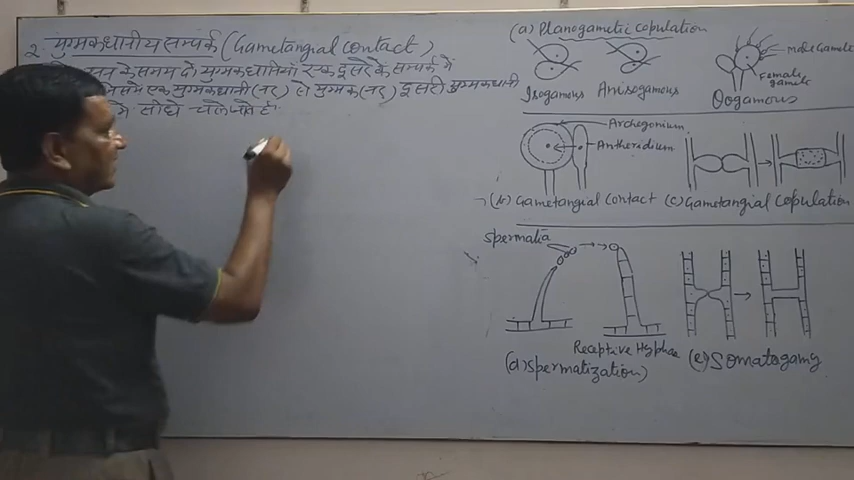 2. युग्मकधानीय सम्पर्क (Gametangial contact)
के समय दो युग्मकधानियाँ एक दूसरे के सम्पर्क में
एक युग्मकधानी (नर) से युग्मक (नर) दूसरी युग्मकधानी
में सीधे चले जाते है
(a) Planogametic copulation
male Gamete
Female gamete
Isogamous Anisogamous Oogamous
Archegonium
Antheridium
(b) Gametangial Contact (c) Gametangial Copulation
Spermatia
Receptive Hyphae
(d) Spermatization) (e) Somatogamy